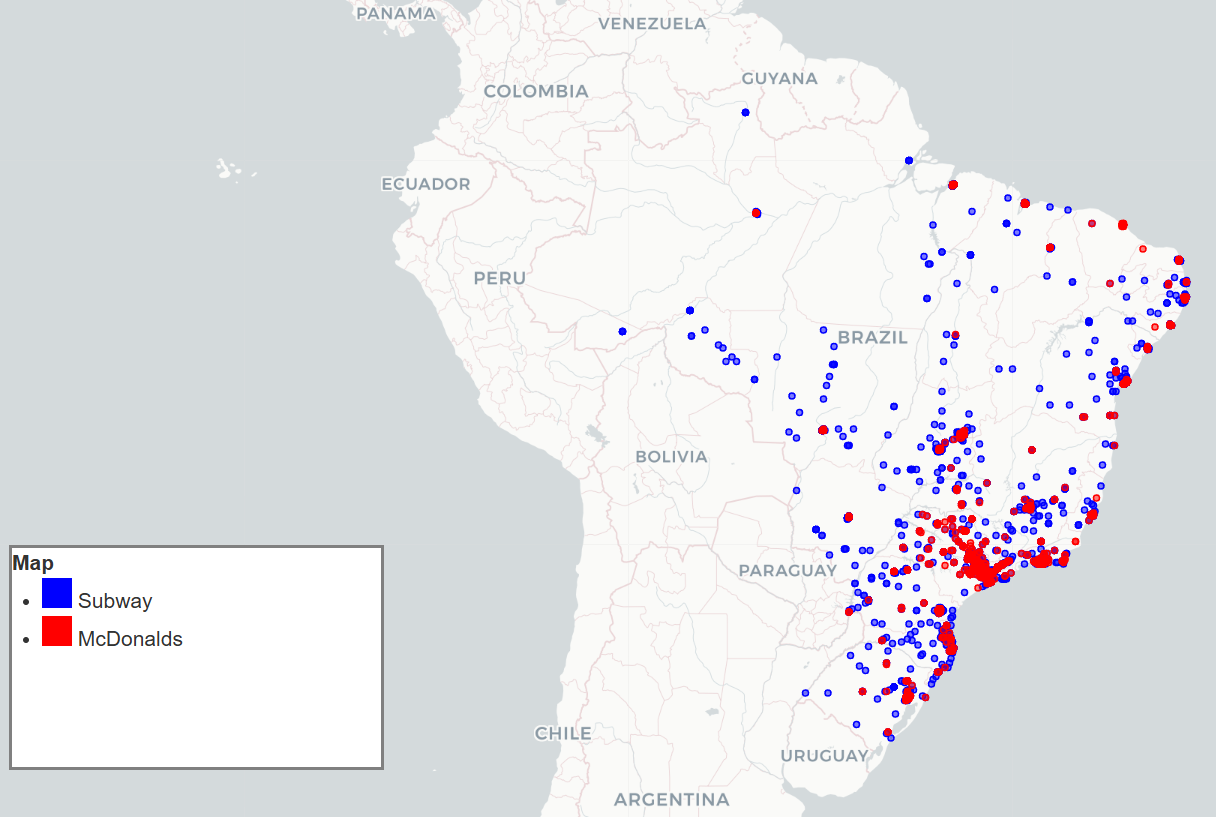 PANAMA
VENEZUELA
GUYANA
COLOMBIA
ECUADOR
PERU
BRAZIL
BOLIVIA
PARAGUAY
CHILE
URUGUAY
ARGENTINA
Map
Subway
McDonalds